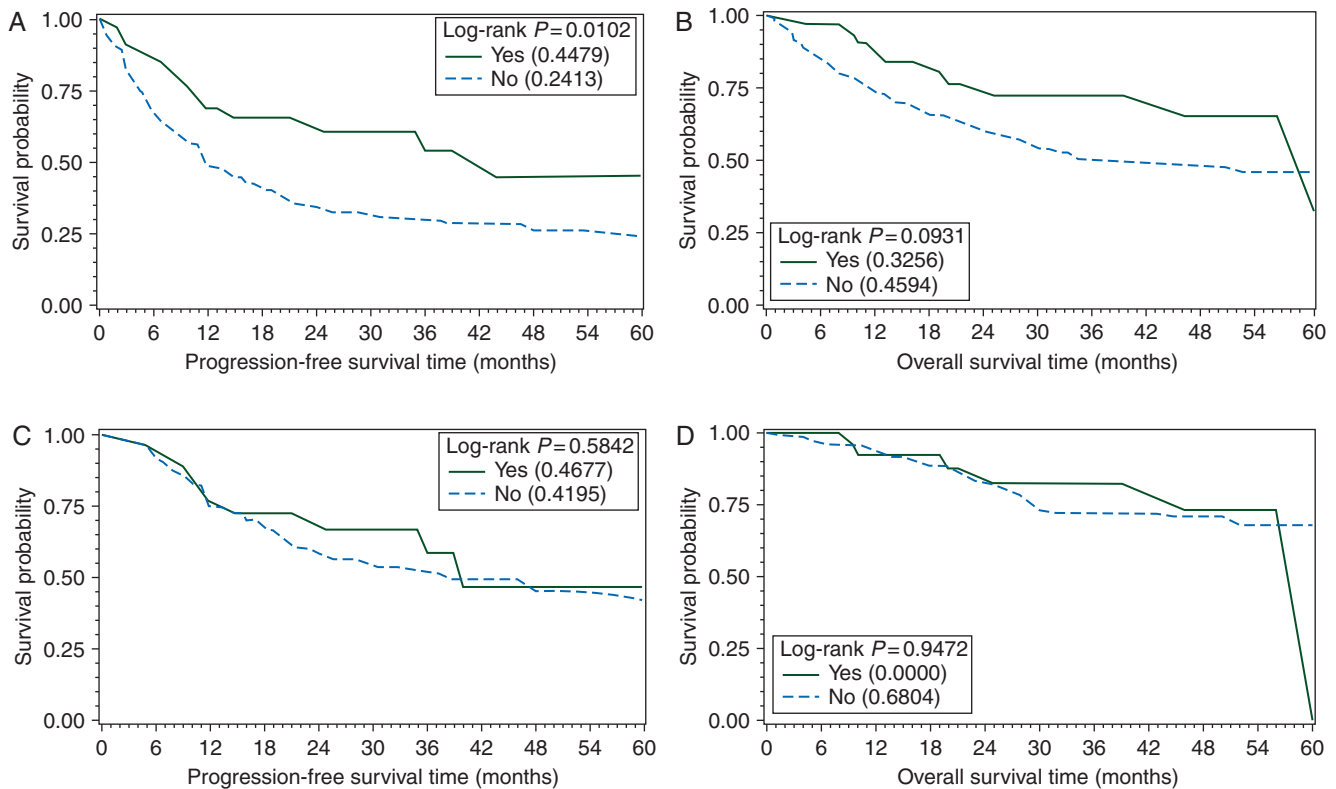 A
1.00
0.75
0.50
0.25
0.00
Survival probability
Log-rank P=0.0102
Yes (0.4479)
No (0.2413)
0 6 12 18 24 30 36 42 48 54 60
Progression-free survival time (months)
B
1.00
0.75
0.50
0.25
0.00
Survival probability
Log-rank P=0.0931
Yes (0.3256)
No (0.4594)
0 6 12 18 24 30 36 42 48 54 60
Overall survival time (months)
C
1.00
0.75
0.50
0.25
0.00
Survival probability
Log-rank P=0.5842
Yes (0.4677)
No (0.4195)
0 6 12 18 24 30 36 42 48 54 60
Progression-free survival time (months)
D
1.00
0.75
0.50
0.25
0.00
Survival probability
Log-rank P=0.9472
Yes (0.0000)
No (0.6804)
0 6 12 18 24 30 36 42 48 54 60
Overall survival time (months)